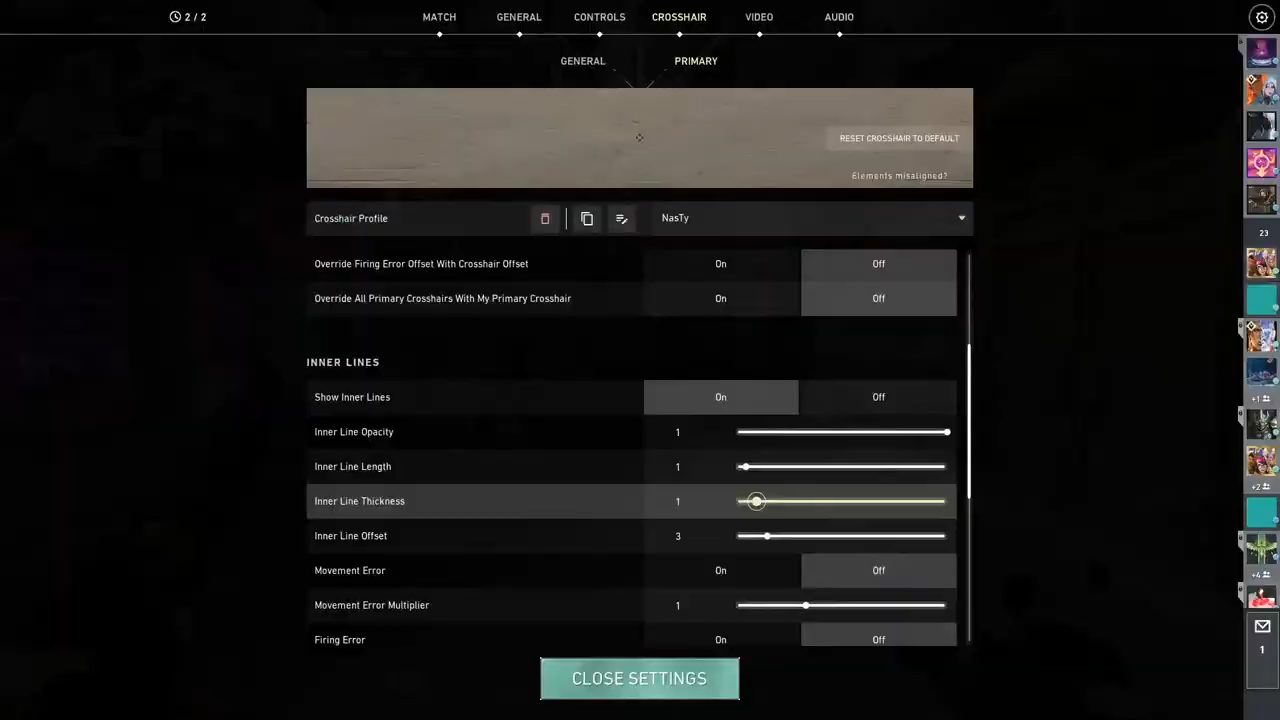 2 / 2
MATCH GENERAL CONTROLS CROSSHAIR VIDEO AUDIO
GENERAL PRIMARY
RESET CROSSHAIR TO DEFAULT
Elements misaligned?
Crosshair Profile NasTy
23
Override Firing Error Offset With Crosshair Offset On Off
Override All Primary Crosshairs With My Primary Crosshair On Off
INNER LINES
Show Inner Lines On Off
+1
Inner Line Opacity 1
Inner Line Length 1
+2
Inner Line Thickness 1
Inner Line Offset 3
Movement Error On Off
+4
Movement Error Multiplier 1
Firing Error On Off
1
CLOSE SETTINGS